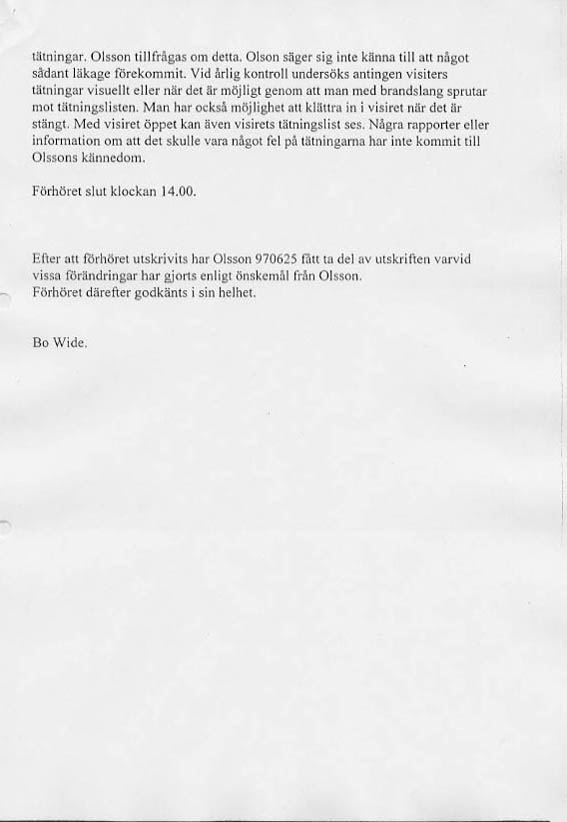 tätningar. Olsson tillfrågas om detta. Olson säger sig inte känna till att något
sådant läkage förekommit. Vid årlig kontroll undersöks antingen visiters
tätningar visuellt eller när det är möjligt genom att man med brandslang sprutar
mot tätningslisten. Man har också möjlighet att klättra in i visiret när det är
stängt. Med visiret öppet kan även visirets tätningslist ses. Några rapporter eller
information om att det skulle vara något fel på tätningarna har inte kommit till
Olssons kännedom.
Förhöret slut klockan 14.00.
Efter att förhöret utskrivits har Olsson 970625 fått ta del av utskriften varvid
vissa förändringar har gjorts enligt önskemål från Olsson.
Förhöret därefter godkänts i sin helhet.
Bo Wide.